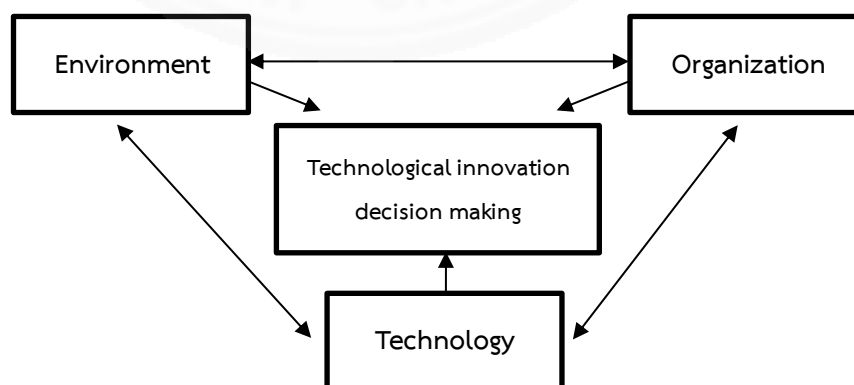 Environment
Organization
Technological innovation
decision making
Technology